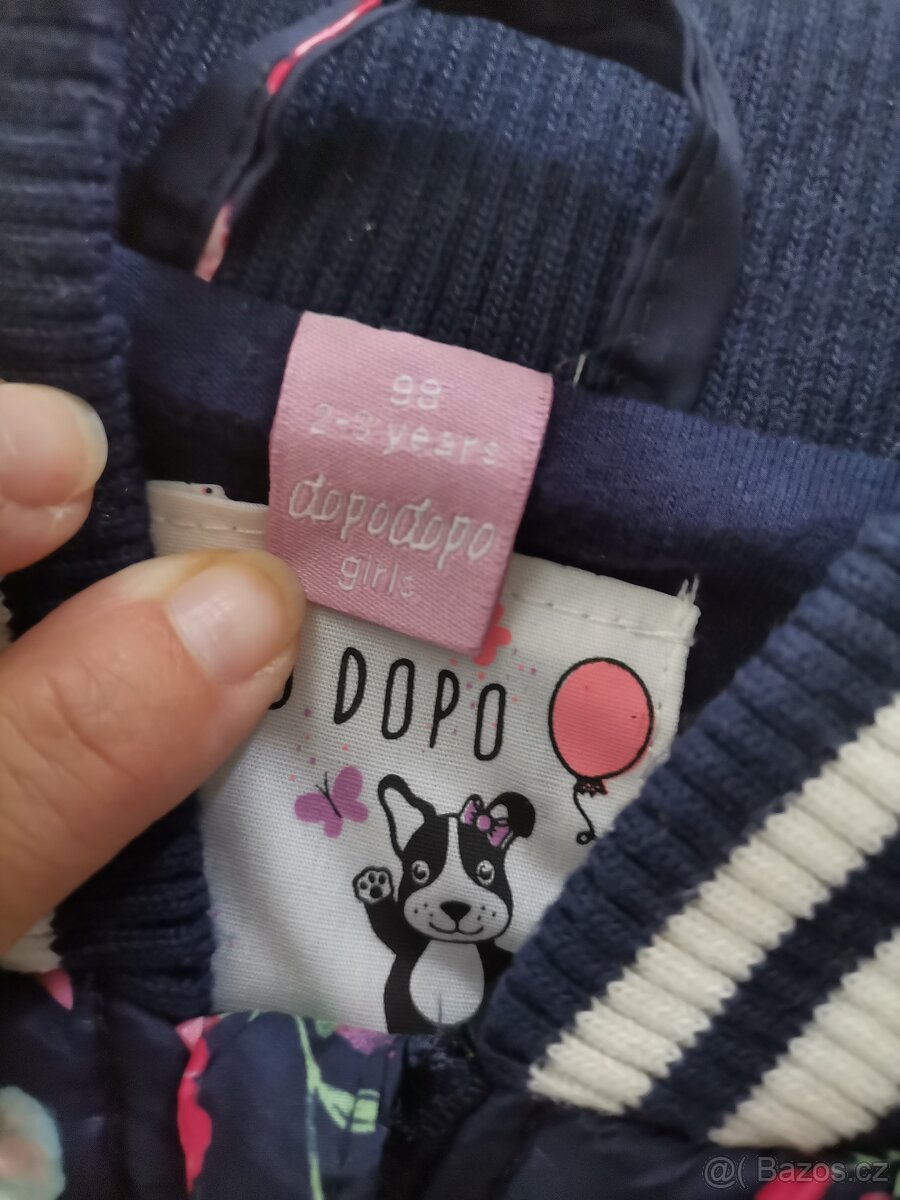 98
2-3 years
dopodopo
girls
O DOPO
@( Bazos.cz